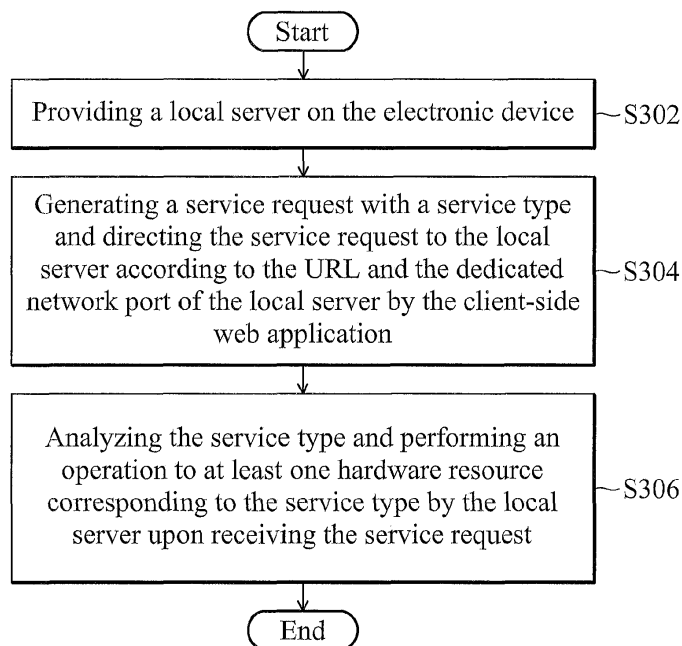 Start
Providing a local server on the electronic device
S302
Generating a service request with a service type
and directing the service request to the local
server according to the URL and the dedicated
network port of the local server by the client-side
web application
S304
Analyzing the service type and performing an
operation to at least one hardware resource
corresponding to the service type by the local
server upon receiving the service request
S306
End